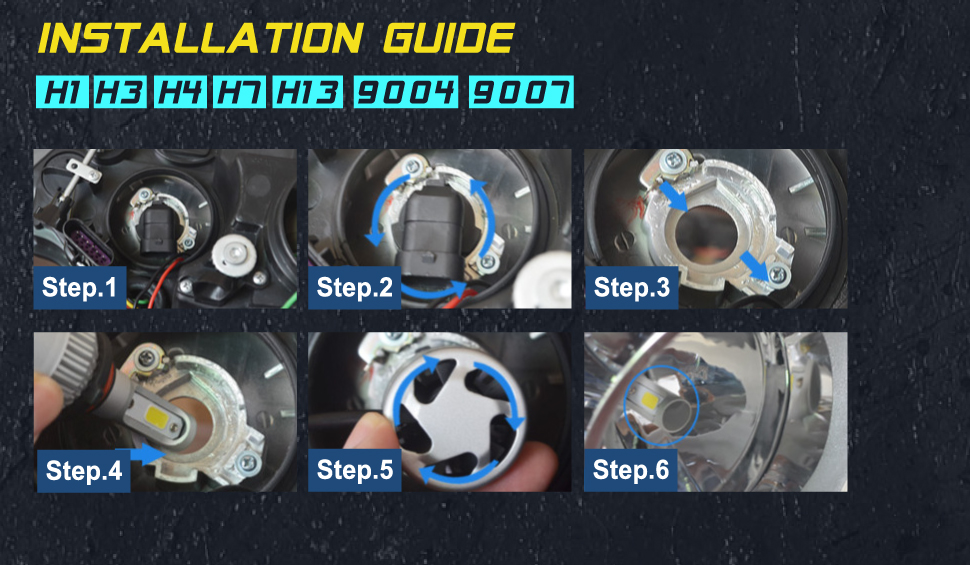 INSTALLATION GUIDE
H1 H3 H4 H7 H13 9004 9007
Step.1 Step.2 Step.3
Step.4 Step.5 Step.6